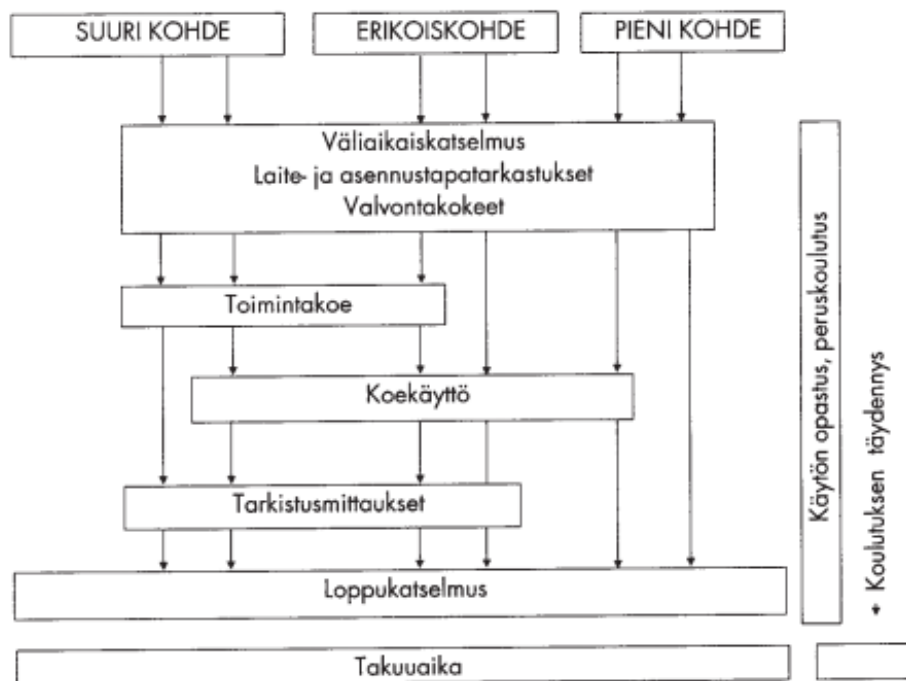 SUURI KOHDE
ERIKOISKOHDE
PIENI KOHDE
Väliaikaiskatselmus
Laite- ja asennustapatarkastukset
Valvontakokeet
Toimintakoe
Koekäyttö
Tarkistusmittaukset
Loppukatselmus
Takuuaika
Käytön opastus, peruskoulutus
+ Koulutuksen täydennys